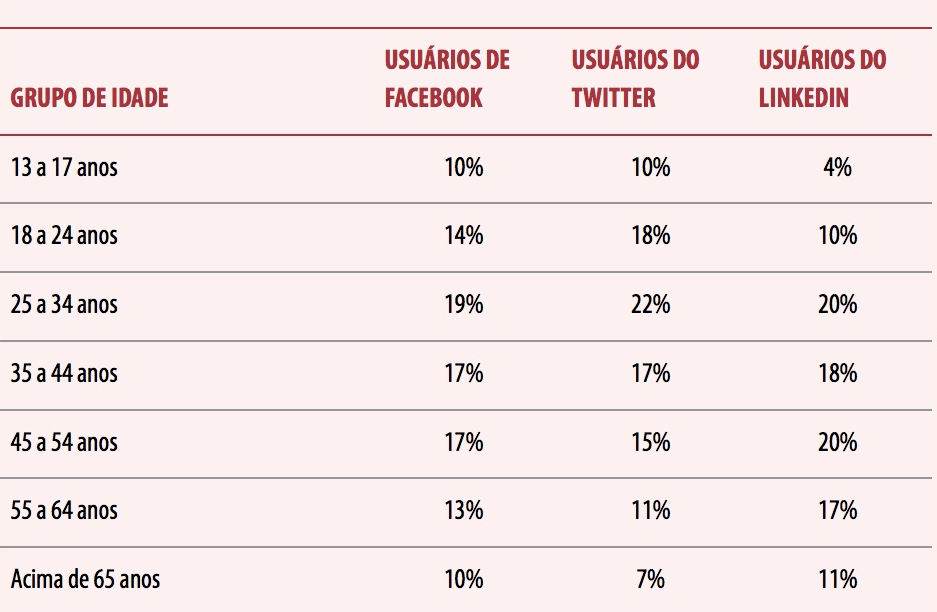 GRUPO DE IDADE USUÁRIOS DE FACEBOOK USUÁRIOS DO TWITTER USUÁRIOS DO LINKEDIN
13 a 17 anos 10% 10% 4%
18 a 24 anos 14% 18% 10%
25 a 34 anos 19% 22% 20%
35 a 44 anos 17% 17% 18%
45 a 54 anos 17% 15% 20%
55 a 64 anos 13% 11% 17%
Acima de 65 anos 10% 7% 11%